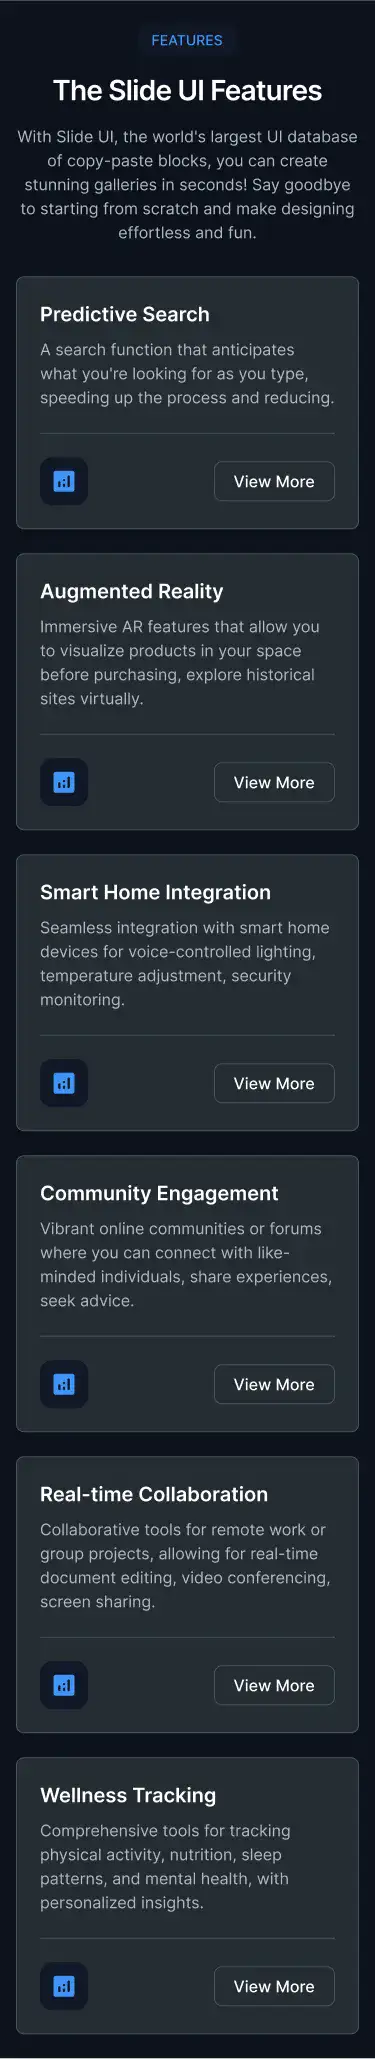 FEATURES
The Slide UI Features
With Slide UI, the world's largest UI database
of copy-paste blocks, you can create
stunning galleries in seconds! Say goodbye
to starting from scratch and make designing
effortless and fun.
Predictive Search
A search function that anticipates
what you're looking for as you type,
speeding up the process and reducing.
View More
Augmented Reality
Immersive AR features that allow you
to visualize products in your space
before purchasing, explore historical
sites virtually.
View More
Smart Home Integration
Seamless integration with smart home
devices for voice-controlled lighting,
temperature adjustment, security
monitoring.
View More
Community Engagement
Vibrant online communities or forums
where you can connect with like-
minded individuals, share experiences,
seek advice.
View More
Real-time Collaboration
Collaborative tools for remote work or
group projects, allowing for real-time
document editing, video conferencing,
screen sharing.
View More
Wellness Tracking
Comprehensive tools for tracking
physical activity, nutrition, sleep
patterns, and mental health, with
personalized insights.
View More